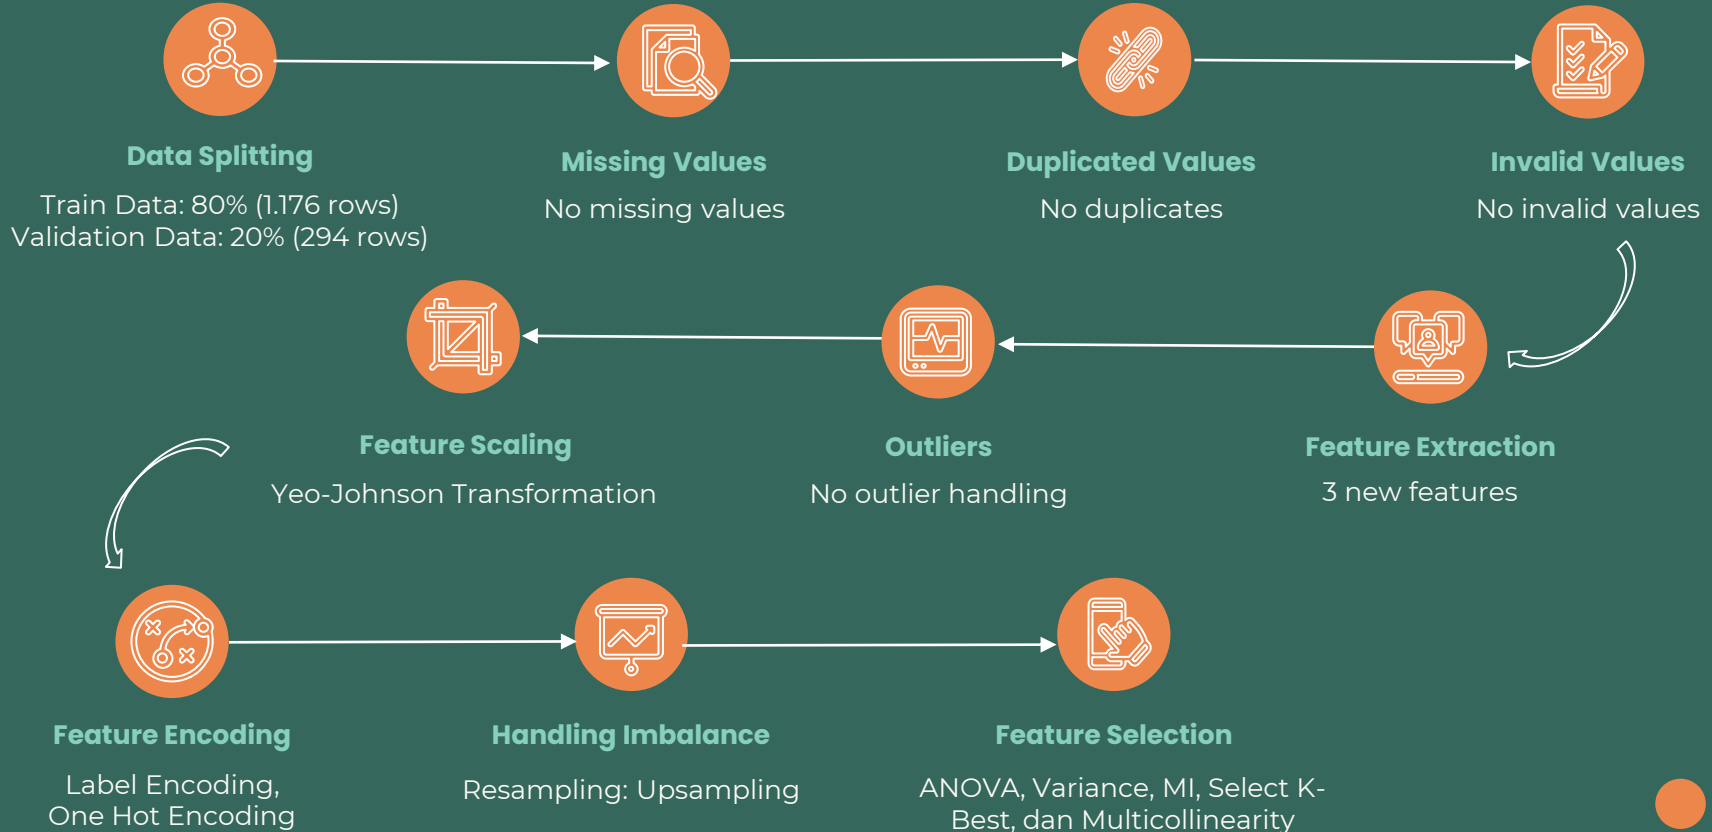 Data Splitting
Train Data: 80% (1.176 rows)
Validation Data: 20% (294 rows)
Missing Values
No missing values
Duplicated Values
No duplicates
Invalid Values
No invalid values
Feature Extraction
3 new features
Outliers
No outlier handling
Feature Scaling
Yeo-Johnson Transformation
Feature Encoding
Label Encoding,
One Hot Encoding
Handling Imbalance
Resampling: Upsampling
Feature Selection
ANOVA, Variance, MI, Select K-
Best, dan Multicollinearity